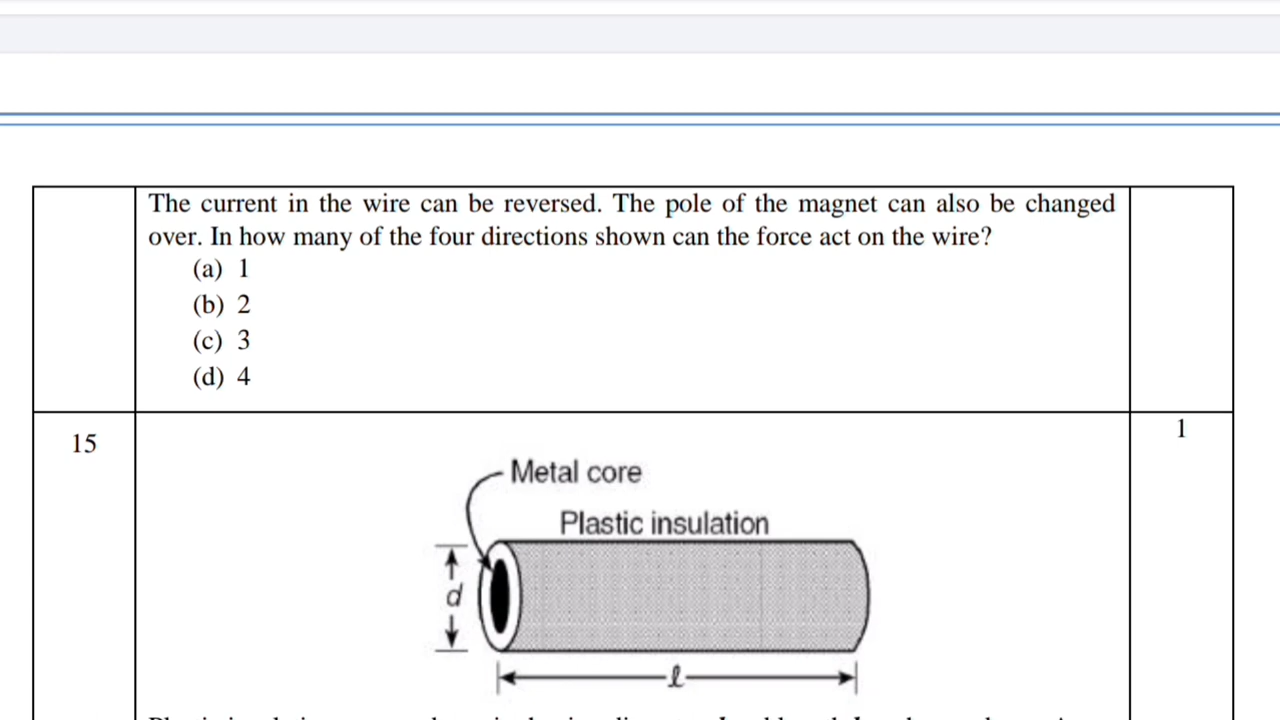 The current in the wire can be reversed. The pole of the magnet can also be changed
over. In how many of the four directions shown can the force act on the wire?
(a) 1
(b) 2
(c) 3
(d) 4
15
1
Metal core
Plastic insulation
d
ℓ